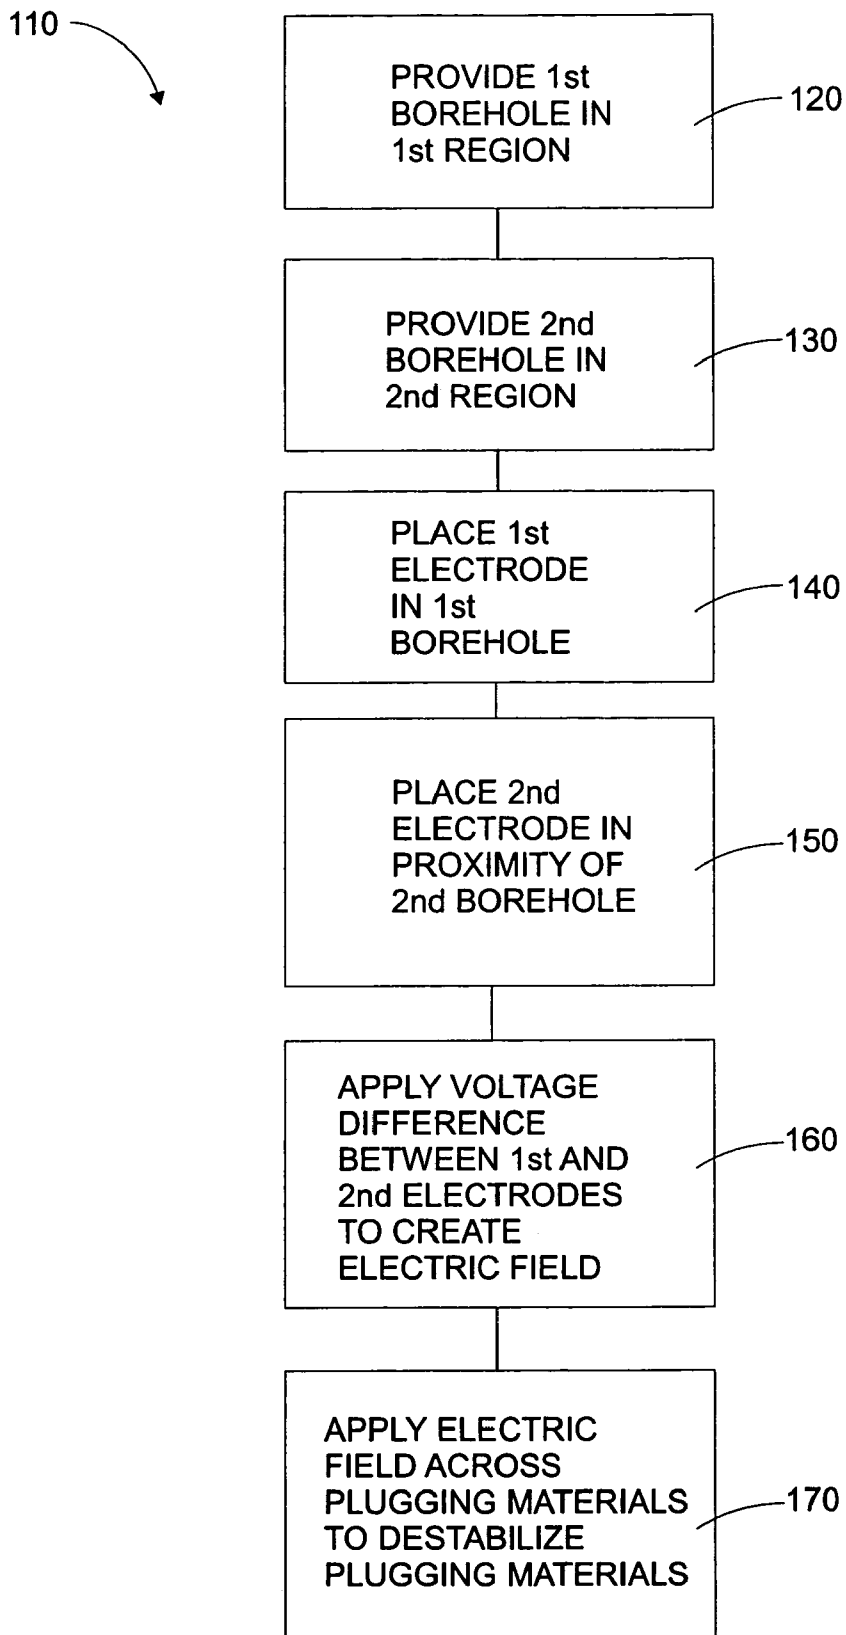 110
PROVIDE 1st
BOREHOLE IN
1st REGION
120
PROVIDE 2nd
BOREHOLE IN
2nd REGION
130
PLACE 1st
ELECTRODE
IN 1st
BOREHOLE
140
PLACE 2nd
ELECTRODE IN
PROXIMITY OF
2nd BOREHOLE
150
APPLY VOLTAGE
DIFFERENCE
BETWEEN 1st AND
2nd ELECTRODES
TO CREATE
ELECTRIC FIELD
160
APPLY ELECTRIC
FIELD ACROSS
PLUGGING MATERIALS
TO DESTABILIZE
PLUGGING MATERIALS
170